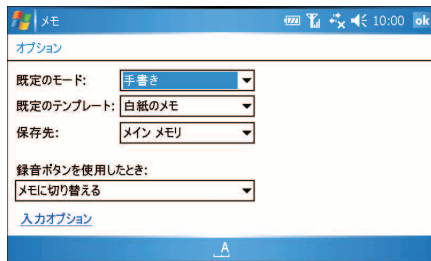 メモ 10:00 ok
オプション
既定のモード: 手書き
既定のテンプレート: 白紙のメモ
保存先: メイン メモリ
録音ボタンを使用したとき:
メモに切り替える
入力オプション
A